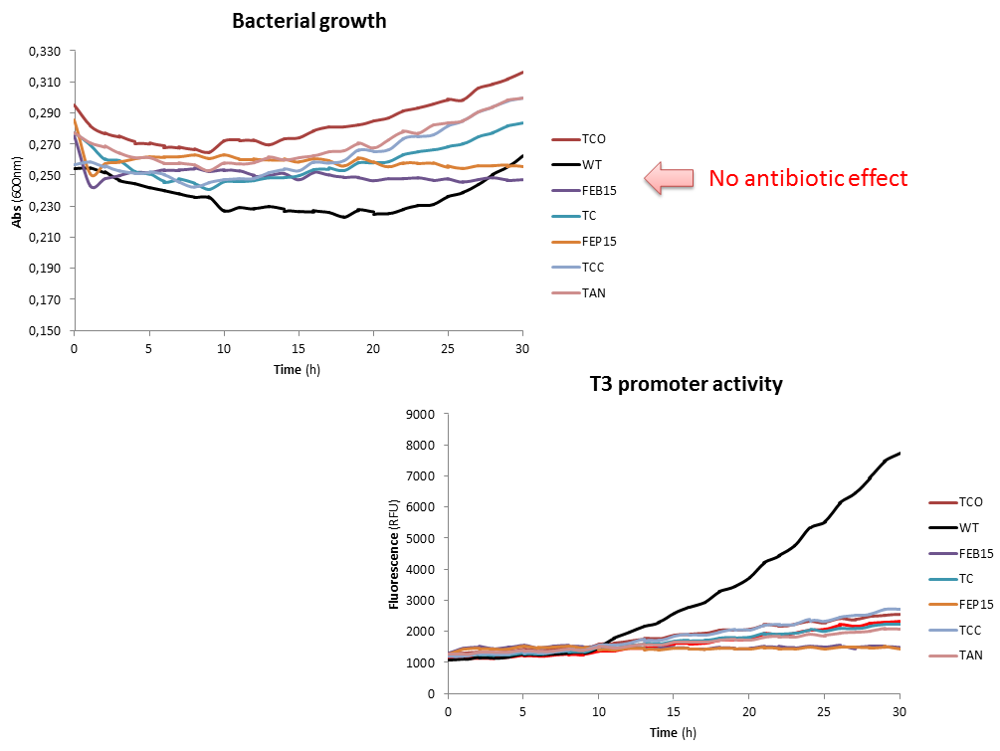 Bacterial growth
0,330
0,310
0,290
0,270
0,250
0,230
0,210
0,190
0,170
0,150
Abs (600nm)
0 5 10 15 20 25 30
Time (h)
TCO
WT
FEB15
TC
FEP15
TCC
TAN
No antibiotic effect
T3 promoter activity
9000
8000
7000
6000
5000
4000
3000
2000
1000
0
Fluorescence (RFU)
0 5 10 15 20 25 30
Time (h)
TCO
WT
FEB15
TC
FEP15
TCC
TAN